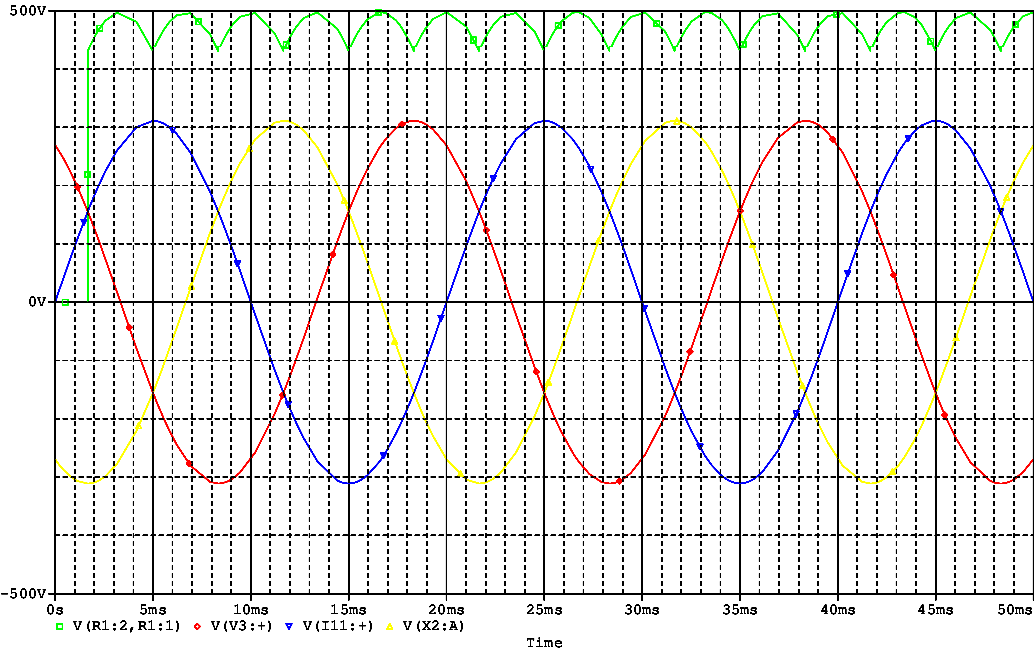 500V
0V
-500V
0s 5ms 10ms 15ms 20ms 25ms 30ms 35ms 40ms 45ms 50ms
V(R1:2,R1:1) V(V3:+) V(I11:+) V(X2:A)
Time